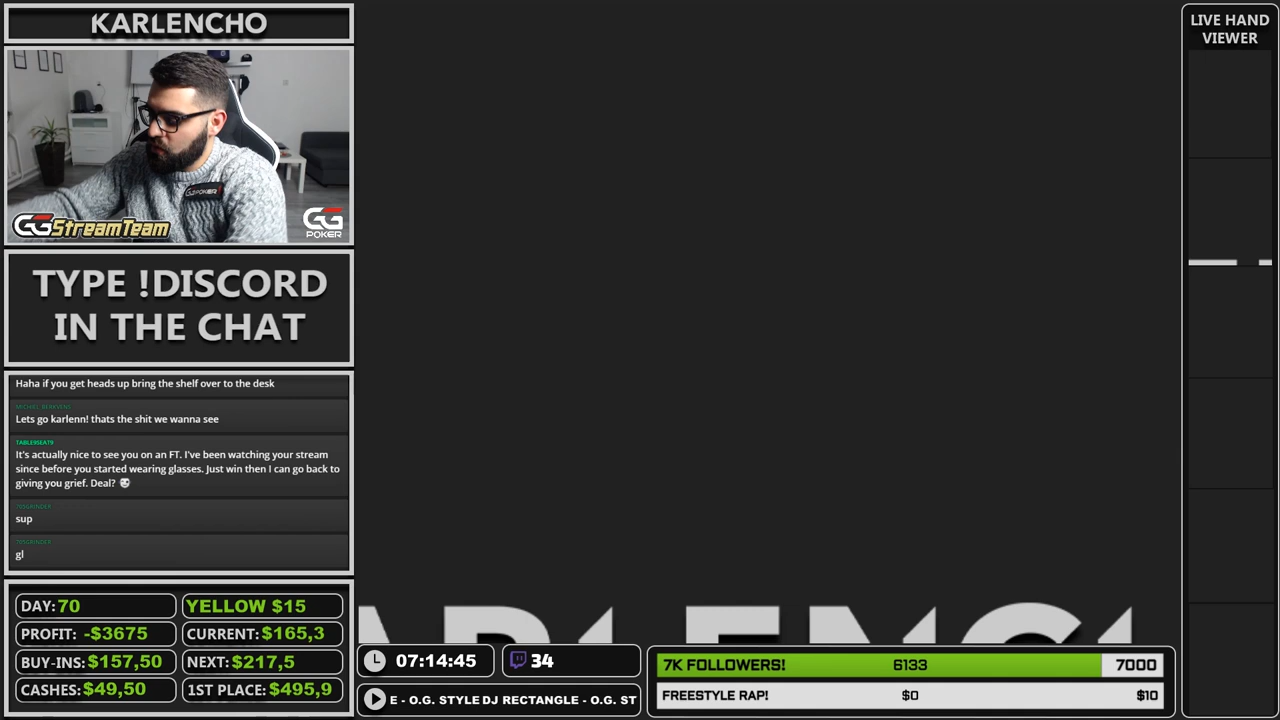 KARLENCHO
LIVE HAND
VIEWER
GGPOKER
GGStreamTeam
GG
POKER
TYPE !DISCORD
IN THE CHAT
Haha if you get heads up bring the shelf over to the desk
Lets go karlenn! thats the shit we wanna see
TABLE9SEAT9
It's actually nice to see you on an FT. I've been watching your stream
since before you started wearing glasses. Just win then I can go back to
giving you grief. Deal?
705GRINDER
sup
705GRINDER
gl
DAY: 70
YELLOW $15
PROFIT: -$3675
CURRENT: $165,3
BUY-INS: $157,50
NEXT: $217,5
CASHES: $49,50
1ST PLACE: $495,9
07:14:45
34
E - O.G. STYLE DJ RECTANGLE - O.G. ST
7K FOLLOWERS! 6133 7000
FREESTYLE RAP! $0 $10